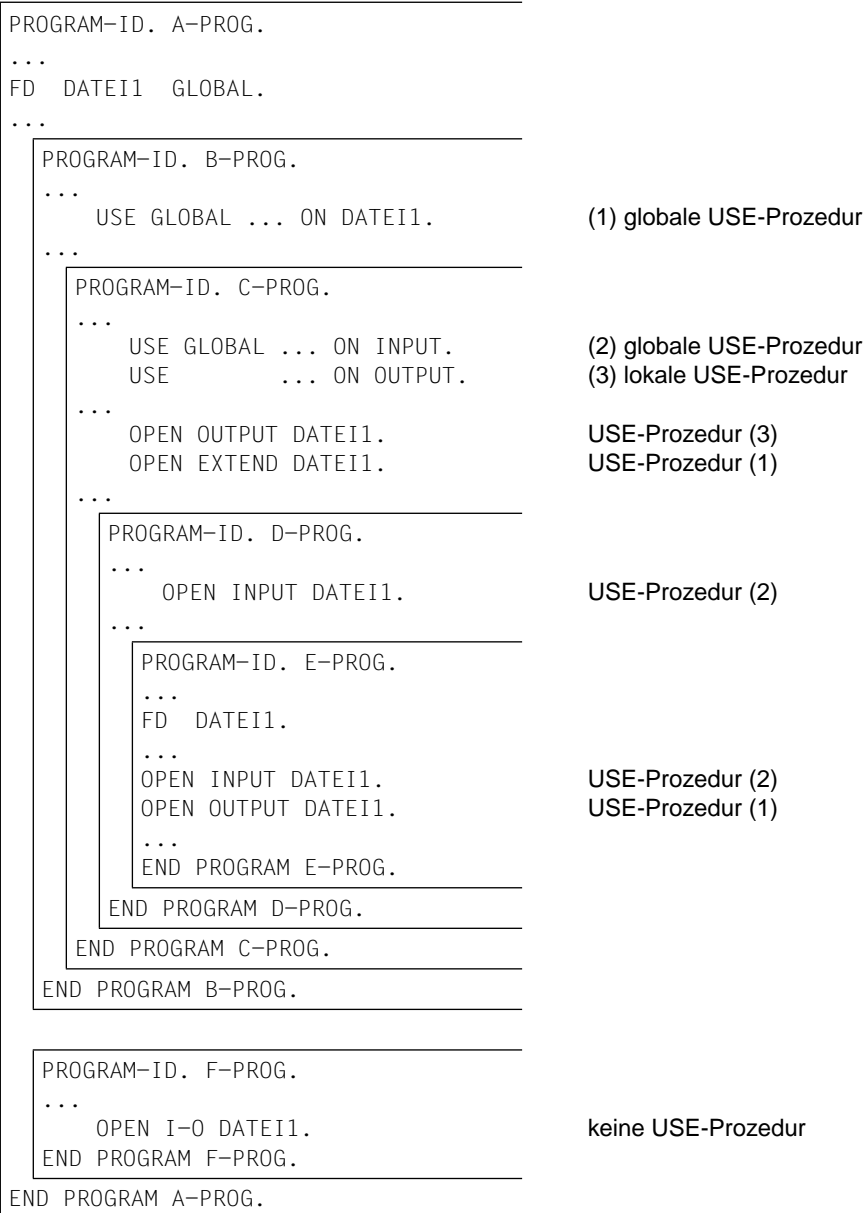 PROGRAM-ID. A-PROG.
...
FD  DATEI1  GLOBAL.
...
PROGRAM-ID. B-PROG.
...
USE GLOBAL ... ON DATEI1. (1) globale USE-Prozedur
...
PROGRAM-ID. C-PROG.
...
USE GLOBAL ... ON INPUT. (2) globale USE-Prozedur
USE        ... ON OUTPUT. (3) lokale USE-Prozedur
...
OPEN OUTPUT DATEI1. USE-Prozedur (3)
OPEN EXTEND DATEI1. USE-Prozedur (1)
...
PROGRAM-ID. D-PROG.
...
OPEN INPUT DATEI1. USE-Prozedur (2)
...
PROGRAM-ID. E-PROG.
...
FD  DATEI1.
...
OPEN INPUT DATEI1. USE-Prozedur (2)
OPEN OUTPUT DATEI1. USE-Prozedur (1)
...
END PROGRAM E-PROG.
END PROGRAM D-PROG.
END PROGRAM C-PROG.
END PROGRAM B-PROG.
PROGRAM-ID. F-PROG.
...
OPEN I-O DATEI1. keine USE-Prozedur
END PROGRAM F-PROG.
END PROGRAM A-PROG.